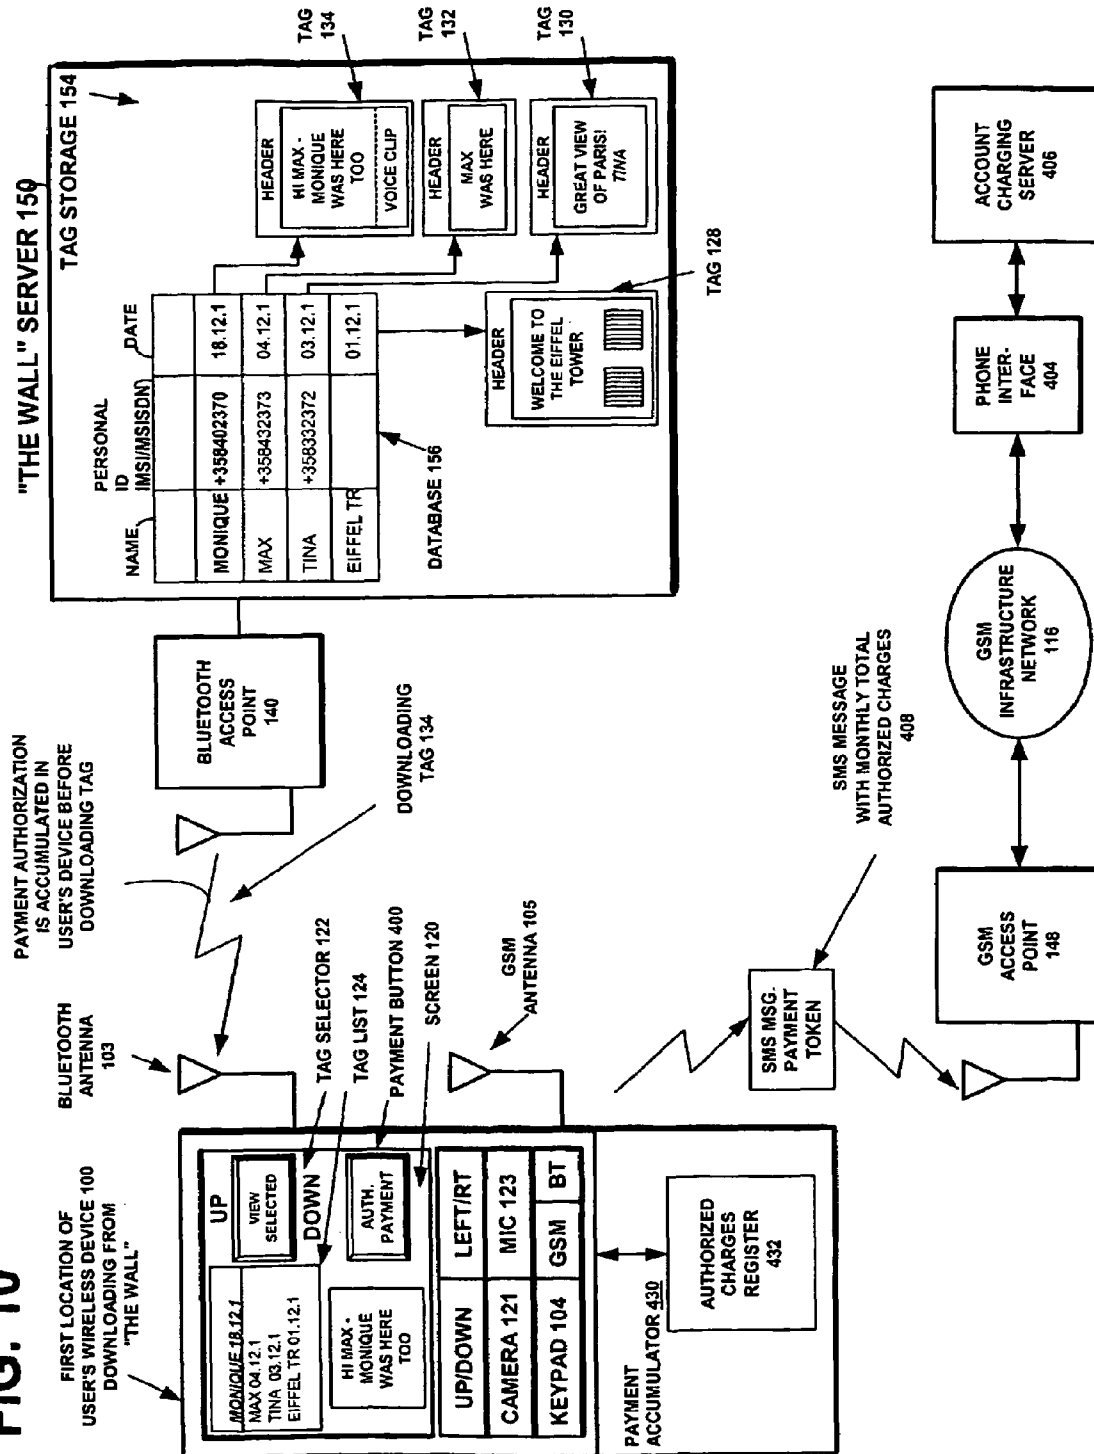 FIG. 10
FIRST LOCATION OF
USER'S WIRELESS DEVICE 100
DOWNLOADING FROM
"THE WALL"
BLUETOOTH
ANTENNA
103
PAYMENT AUTHORIZATION
IS ACCUMULATED IN
USER'S DEVICE BEFORE
DOWNLOADING TAG
"THE WALL" SERVER 150
TAG STORAGE 154
MONIQUE 18.12.1
MAX 04.12.1
TINA 03.12.1
EIFFEL TR 01.12.1
UP
VIEW
SELECTED
DOWN
HI MAX -
MONIQUE
WAS HERE
TOO
AUTH.
PAYMENT
TAG SELECTOR 122
TAG LIST 124
PAYMENT BUTTON 400
SCREEN 120
UP/DOWN
LEFT/RT
CAMERA 121
MIC 123
KEYPAD 104
GSM
BT
GSM
ANTENNA 105
DOWNLOADING
TAG 134
BLUETOOTH
ACCESS
POINT
140
NAME
PERSONAL
ID
(IMSI/MSISDN)
DATE
MONIQUE
+358402370
18.12.1
MAX
+358432373
04.12.1
TINA
+358332372
03.12.1
EIFFEL TR
01.12.1
DATABASE 156
HEADER
HI MAX -
MONIQUE
WAS HERE
TOO
VOICE CLIP
TAG
134
HEADER
MAX
WAS HERE
TAG
132
HEADER
GREAT VIEW
OF PARIS!
TINA
TAG
130
HEADER
WELCOME TO
THE EIFFEL
TOWER
TAG 128
PAYMENT
ACCUMULATOR 430
AUTHORIZED
CHARGES
REGISTER
432
SMS MSG.
PAYMENT
TOKEN
SMS MESSAGE
WITH MONTHLY TOTAL
AUTHORIZED CHARGES
408
GSM
ACCESS
POINT
148
GSM
INFRASTRUCTURE
NETWORK
116
PHONE
INTER-
FACE
404
ACCOUNT
CHARGING
SERVER
406